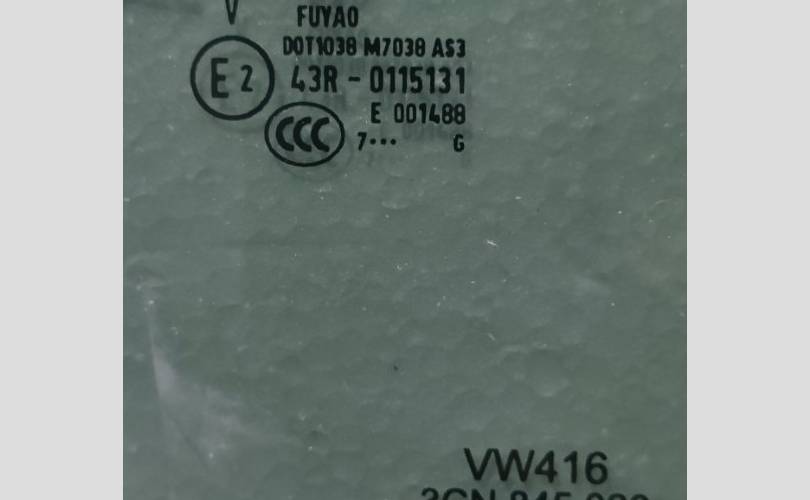 V FUYAO
DOT1038 M7038 AS3
E2 43R - 0115131
E 001488
CCC 7··· G
VW416